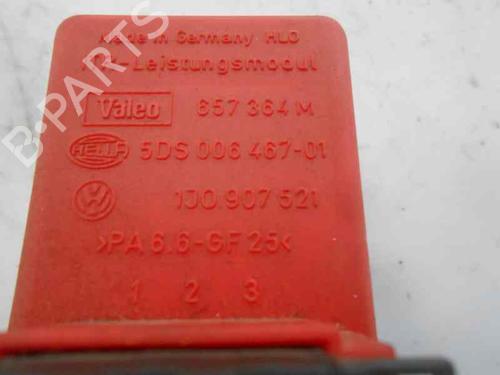 Made in Germany HLO
-Leistungsmodul
Valeo 657 364 M
HELLA 5DS 006 467-01
VW 1J0 907 521
>PA 6.6-GF 25<
1 2 3
B-PARTS